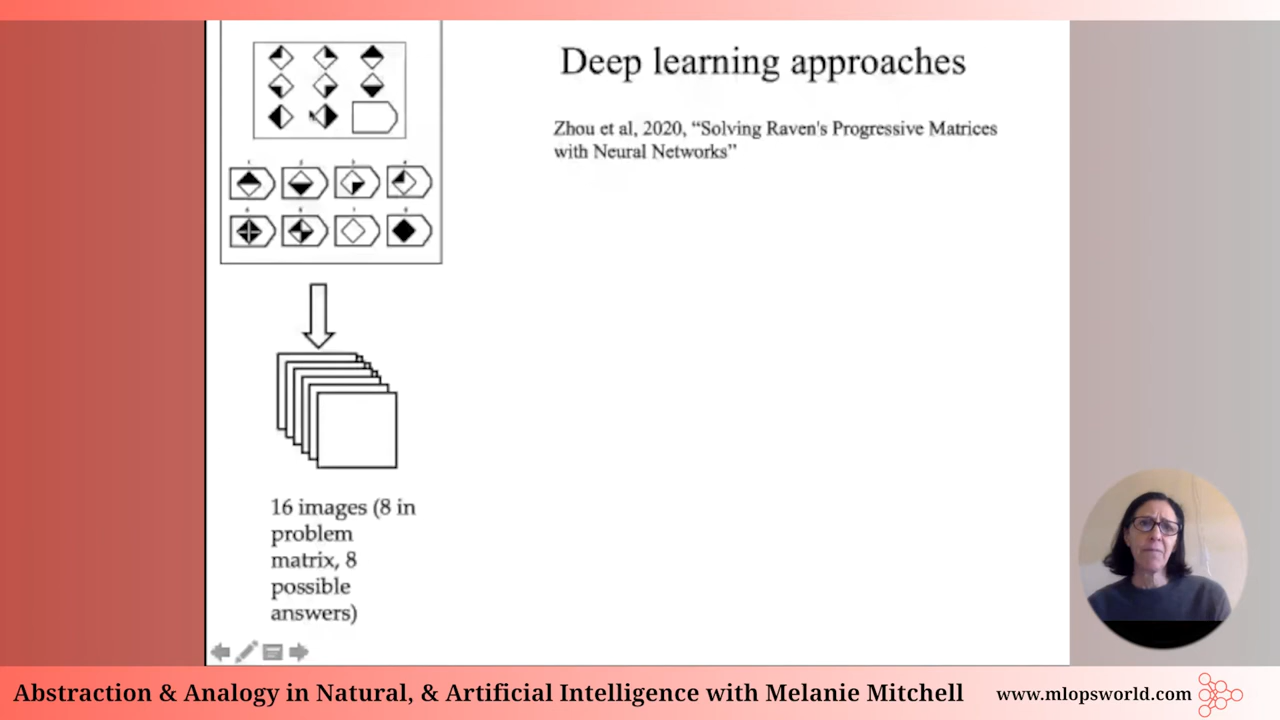 Deep learning approaches
Zhou et al, 2020, “Solving Raven's Progressive Matrices
with Neural Networks”
16 images (8 in
problem
matrix, 8
possible
answers)
Abstraction & Analogy in Natural, & Artificial Intelligence with Melanie Mitchell
www.mlopsworld.com